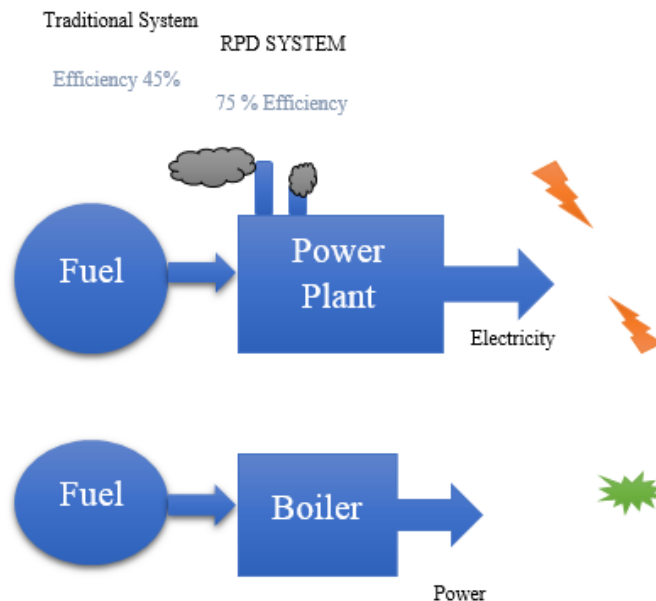 Traditional System
RPD SYSTEM
Efficiency 45%
75 % Efficiency
Fuel
Power
Plant
Electricity
Fuel
Boiler
Power